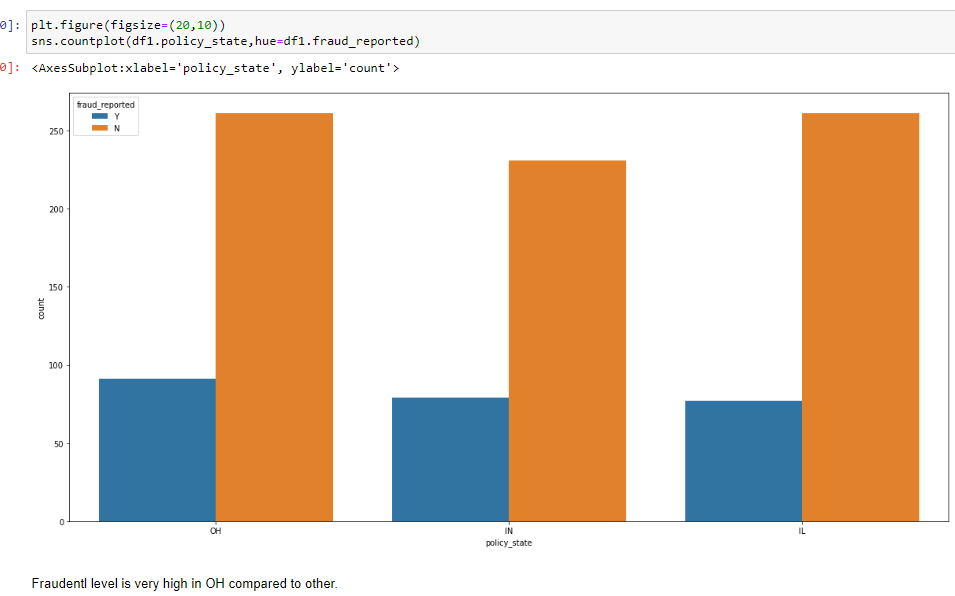 0]: plt.figure(figsize=(20,10))
sns.countplot(df1.policy_state,hue=df1.fraud_reported)
0]: <AxesSubplot:xlabel='policy_state', ylabel='count'>
fraud_reported
Y
N
250
200
150
100
50
0
count
OH IN IL
policy_state
Fraudentl level is very high in OH compared to other.